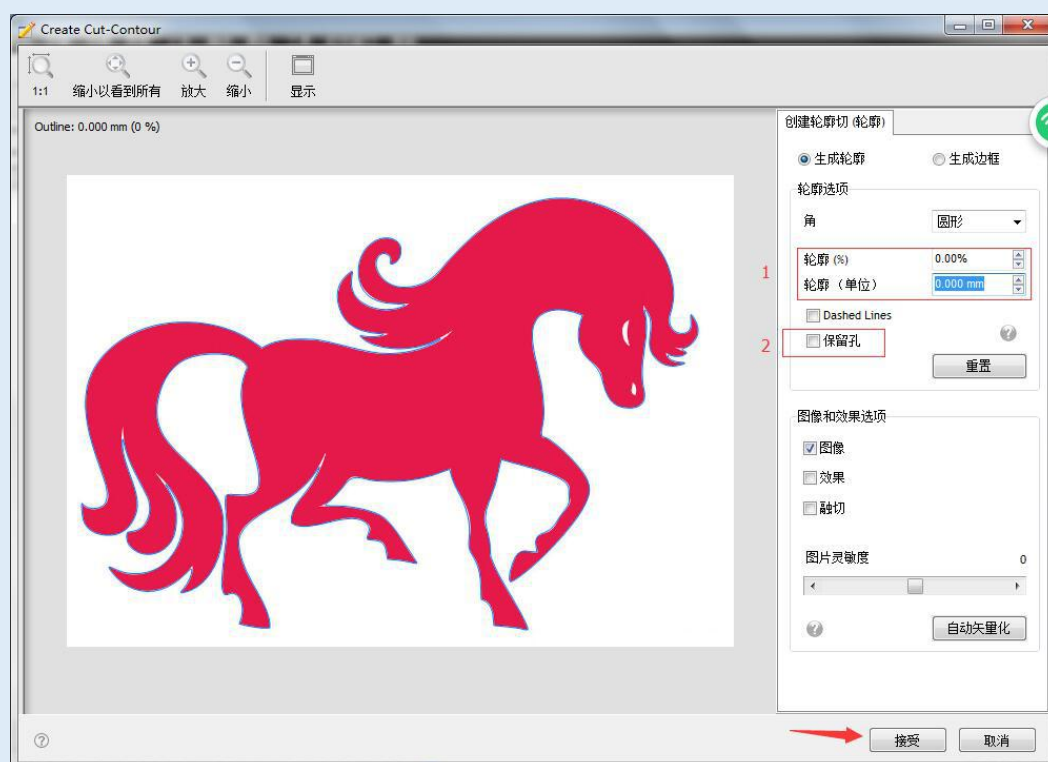 Create Cut-Contour
1:1 缩小以看到所有 放大 缩小 显示
Outline: 0.000 mm (0 %)
创建轮廓切 (轮廓)
生成轮廓 生成边框
轮廓选项
角 圆形
1 轮廓 (%) 0.00%
轮廓（单位） 0.000 mm
Dashed Lines
2 保留孔
重置
图像和效果选项
图像
效果
融切
图片灵敏度 0
自动矢量化
接受 取消